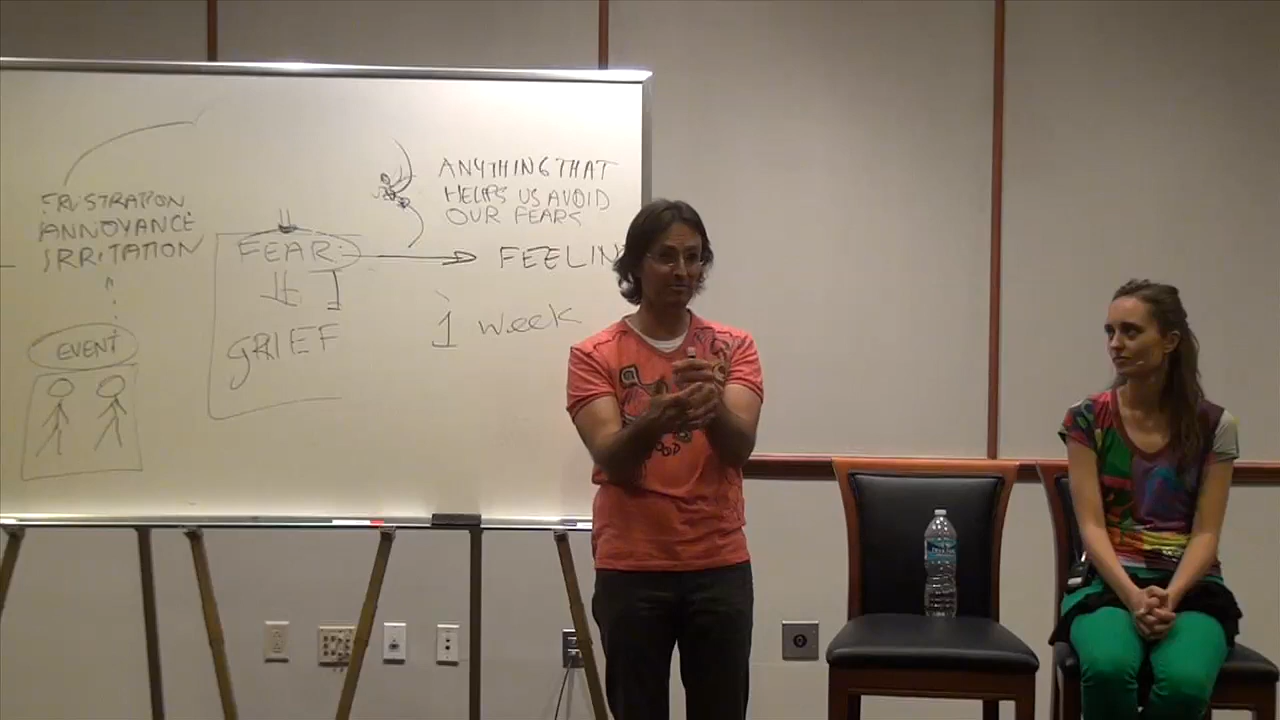 FRUSTRATION
ANNOYANCE
IRRITATION
EVENT
FEAR
GRIEF
ANYTHING THAT
HELPS US AVOID
OUR FEARS
FEELIN
1 week